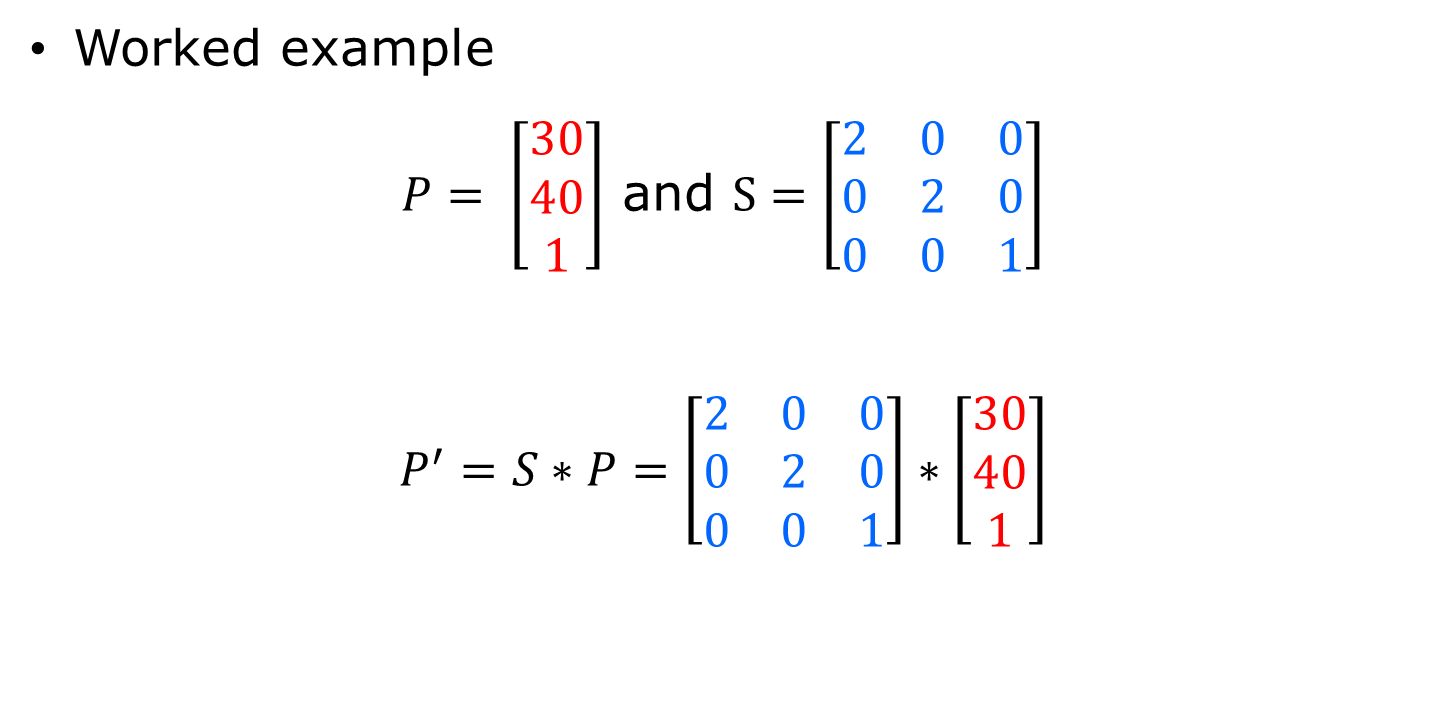 • Worked example
P = [30 40 1] and S = [2 0 0 0 2 0 0 0 1]
P′ = S ∗ P = [2 0 0 0 2 0 0 0 1] ∗ [30 40 1]